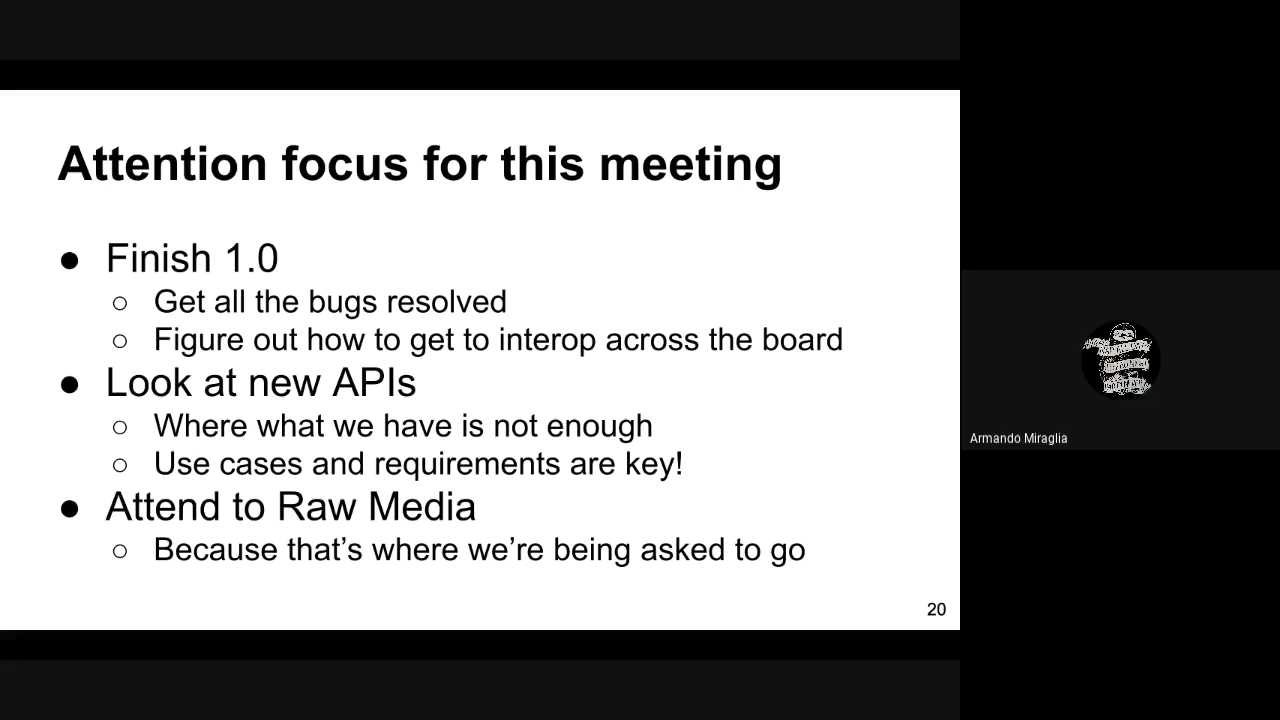 Attention focus for this meeting
● Finish 1.0
○ Get all the bugs resolved
○ Figure out how to get to interop across the board
● Look at new APIs
○ Where what we have is not enough
○ Use cases and requirements are key!
● Attend to Raw Media
○ Because that’s where we’re being asked to go
20
Armando Miraglia